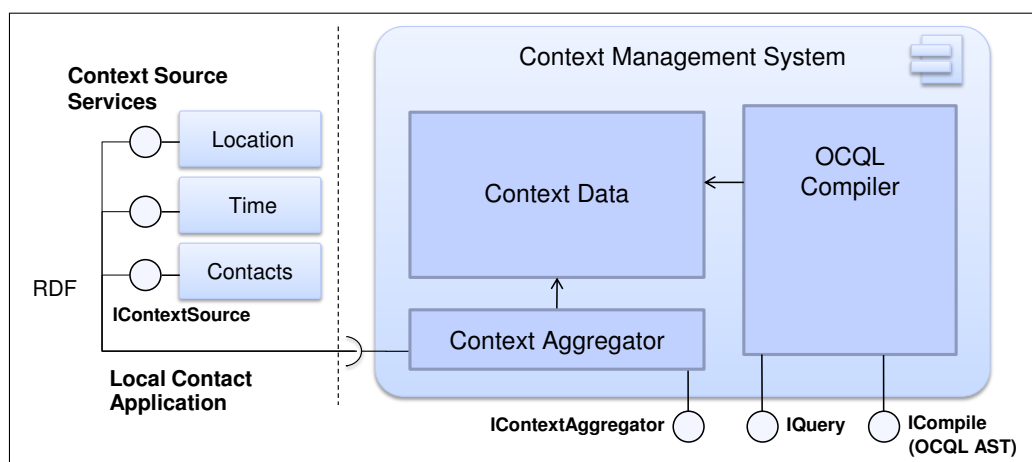 Context Source
Services
Location
Time
Contacts
RDF
IContextSource
Local Contact
Application
Context Management System
Context Data
OCQL
Compiler
Context Aggregator
IContextAggregator
IQuery
ICompile
(OCQL AST)